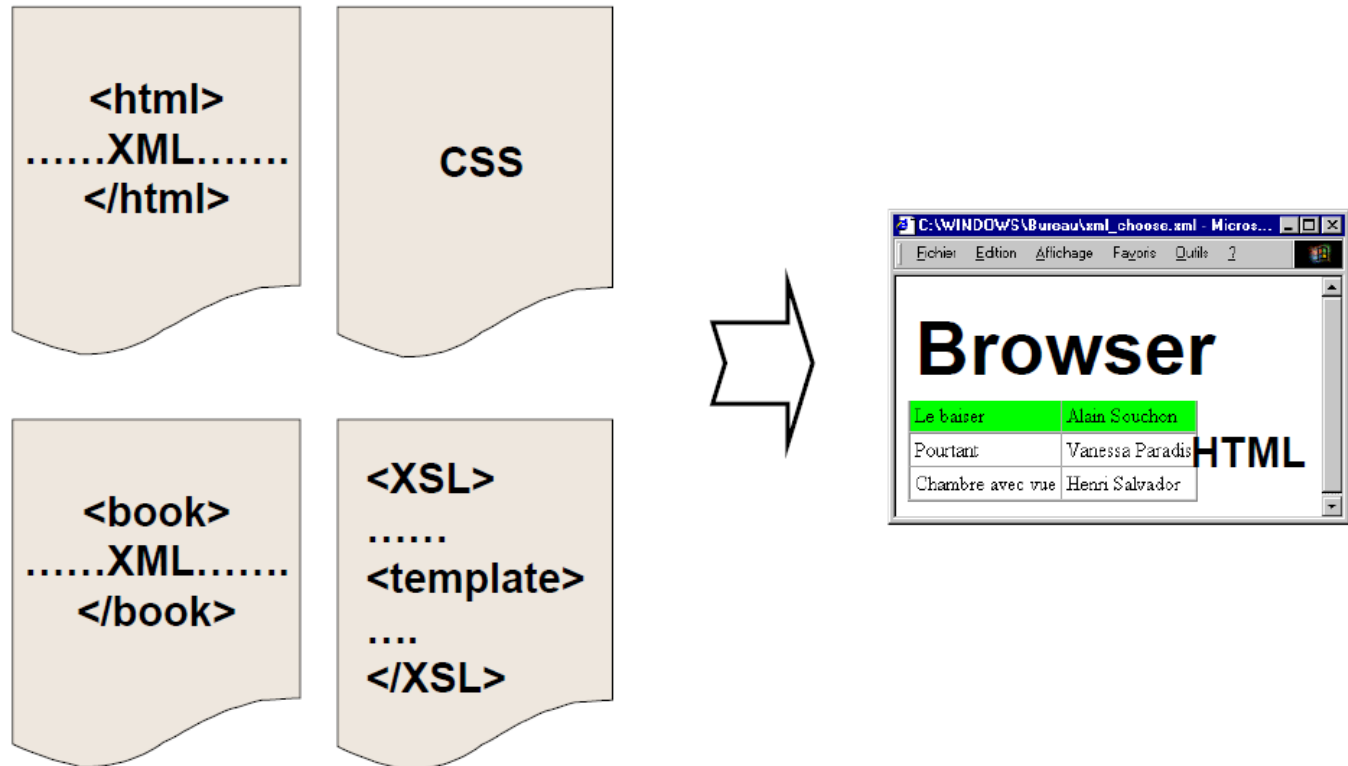 <html>
......XML.......
</html>
CSS
<book>
......XML.......
</book>
<XSL>
......
<template>
....
</XSL>
C:\WINDOWS\Bureau\xml_choose.xml - Micros...
Fichier Edition Affichage Favoris Outils ?
Browser
Le baiser Alain Souchon
Pourtant Vanessa Paradis
HTML
Chambre avec vue Henri Salvador